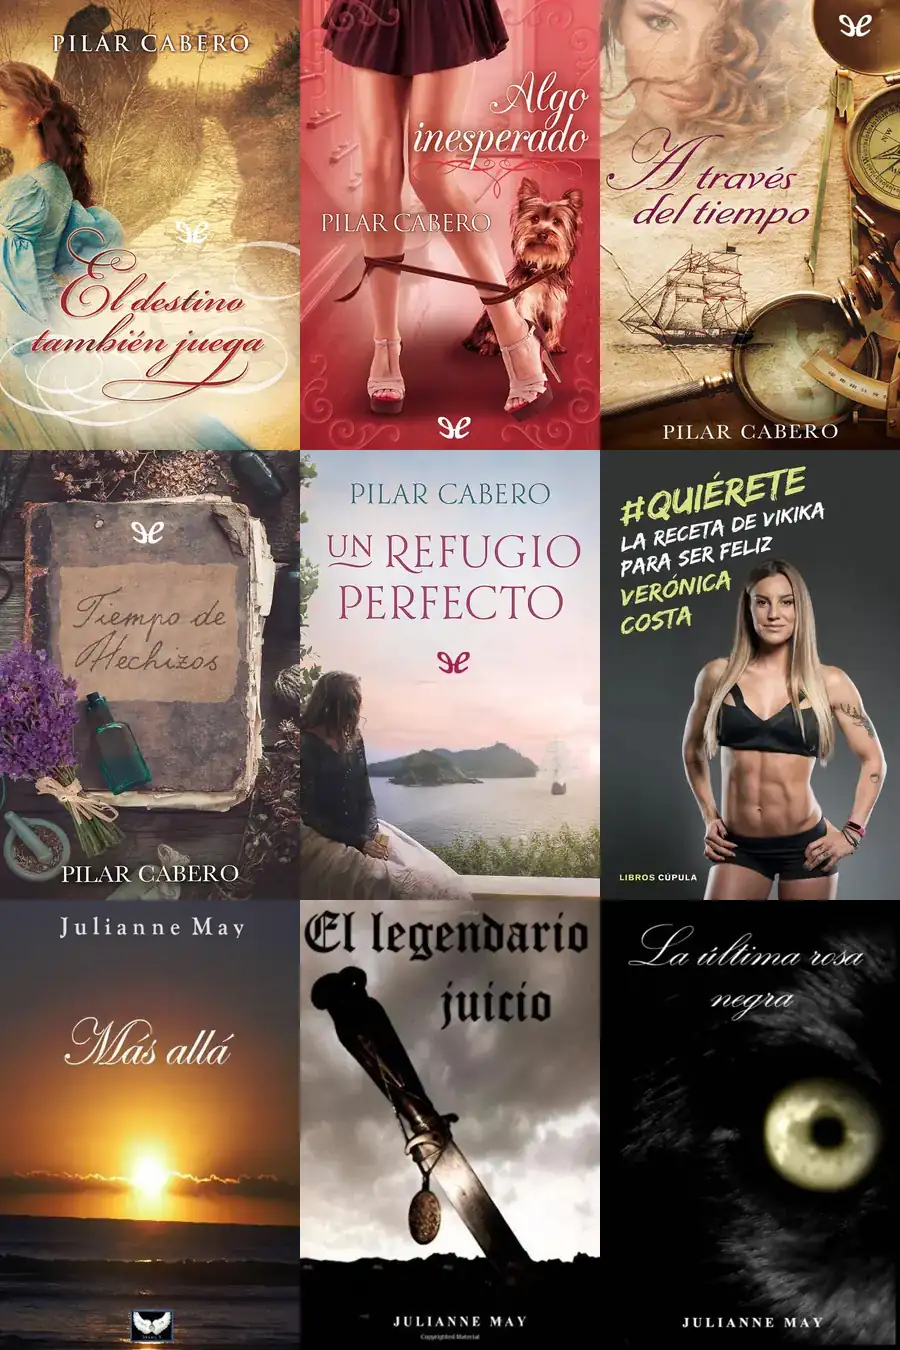 PILAR CABERO
El destino
también juega
Algo
inesperado
PILAR CABERO
A través
del tiempo
PILAR CABERO
Tiempo de
Hechizos
PILAR CABERO
PILAR CABERO
UN REFUGIO
PERFECTO
#QUIÉRETE
LA RECETA DE VIKIKA
PARA SER FELIZ
VERÓNICA
COSTA
LIBROS CÚPULA
Julianne May
Más allá
El legendario
juicio
JULIANNE MAY
Copyrighted Material
La última rosa
negra
JULIANNE MAY